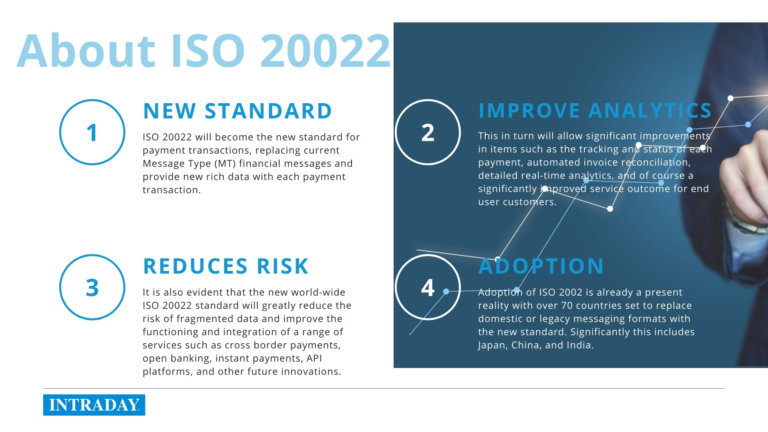 About ISO 20022
1
NEW STANDARD
ISO 20022 will become the new standard for
payment transactions, replacing current
Message Type (MT) financial messages and
provide new rich data with each payment
transaction.
2
IMPROVE ANALYTICS
This in turn will allow significant improvements
in items such as the tracking and status of each
payment, automated invoice reconciliation,
detailed real-time analytics, and of course a
significantly improved service outcome for end
user customers.
3
REDUCES RISK
It is also evident that the new world-wide
ISO 20022 standard will greatly reduce the
risk of fragmented data and improve the
functioning and integration of a range of
services such as cross border payments,
open banking, instant payments, API
platforms, and other future innovations.
4
ADOPTION
Adoption of ISO 2002 is already a present
reality with over 70 countries set to replace
domestic or legacy messaging formats with
the new standard. Significantly this includes
Japan, China, and India.
INTRADAY